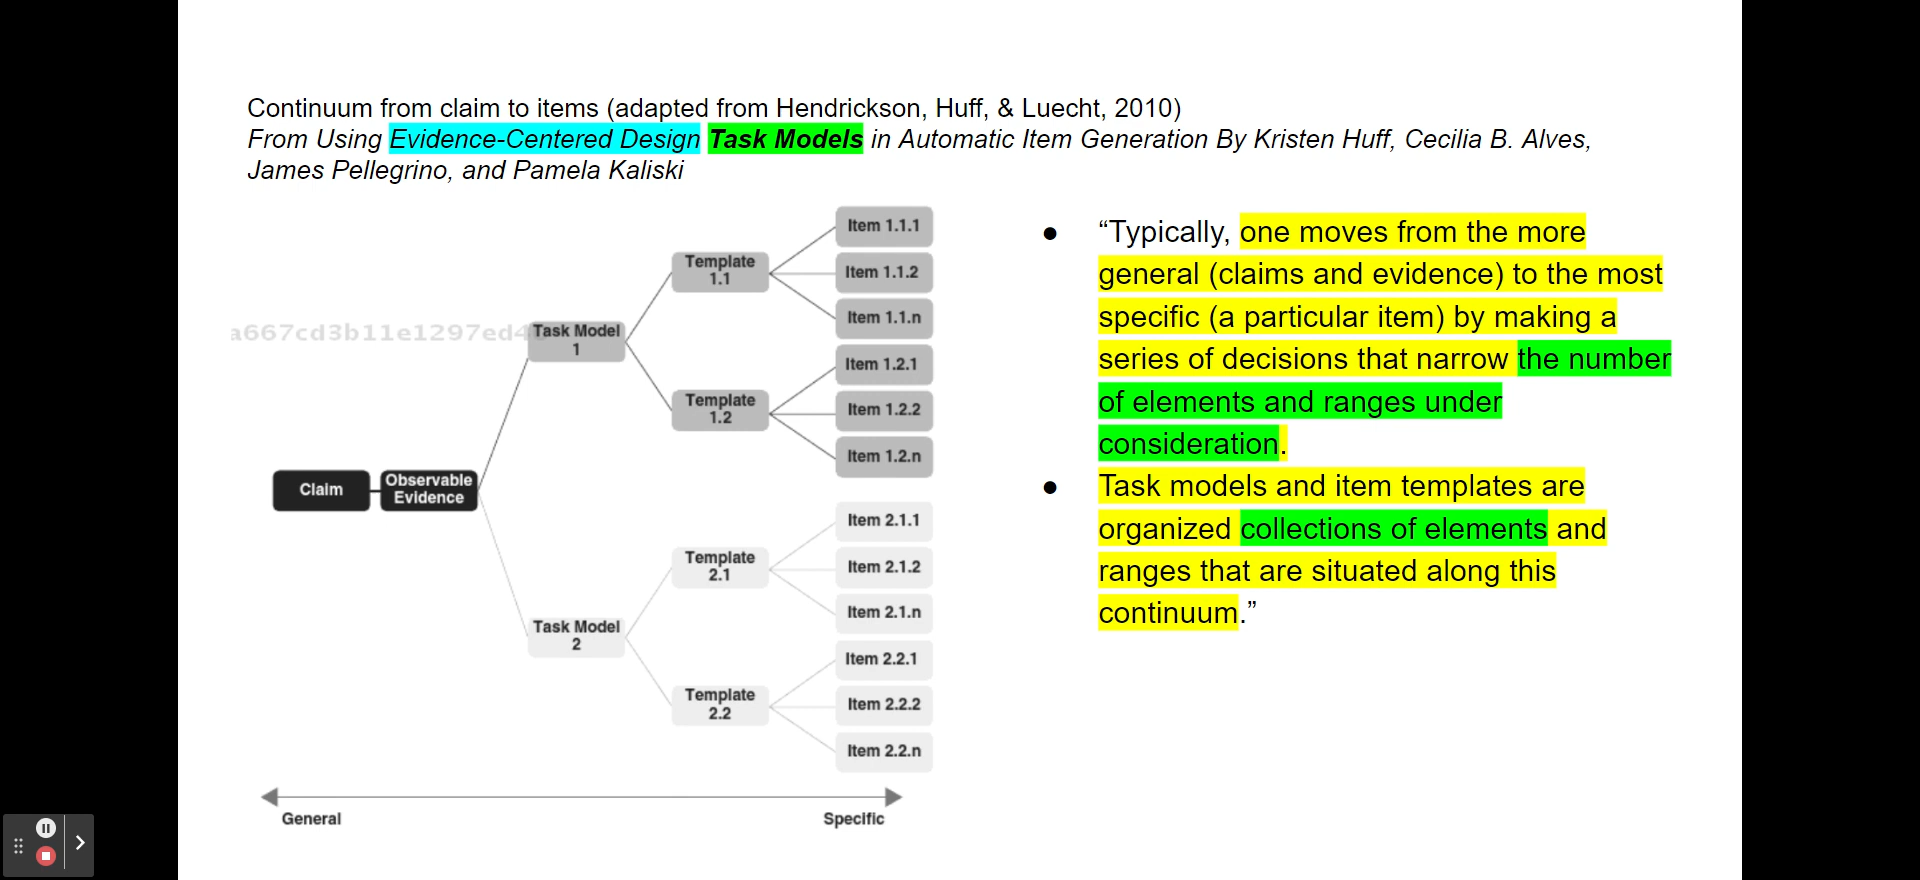 Continuum from claim to items (adapted from Hendrickson, Huff, & Luecht, 2010)
From Using Evidence-Centered Design Task Models in Automatic Item Generation By Kristen Huff, Cecilia B. Alves,
James Pellegrino, and Pamela Kaliski
Claim
Observable
Evidence
a667cd3b11e1297ed4
Task Model
1
Template
1.1
Item 1.1.1
Item 1.1.2
Item 1.1.n
Template
1.2
Item 1.2.1
Item 1.2.2
Item 1.2.n
Task Model
2
Template
2.1
Item 2.1.1
Item 2.1.2
Item 2.1.n
Template
2.2
Item 2.2.1
Item 2.2.2
Item 2.2.n
General
Specific
● “Typically, one moves from the more
general (claims and evidence) to the most
specific (a particular item) by making a
series of decisions that narrow the number
of elements and ranges under
consideration.
● Task models and item templates are
organized collections of elements and
ranges that are situated along this
continuum.”